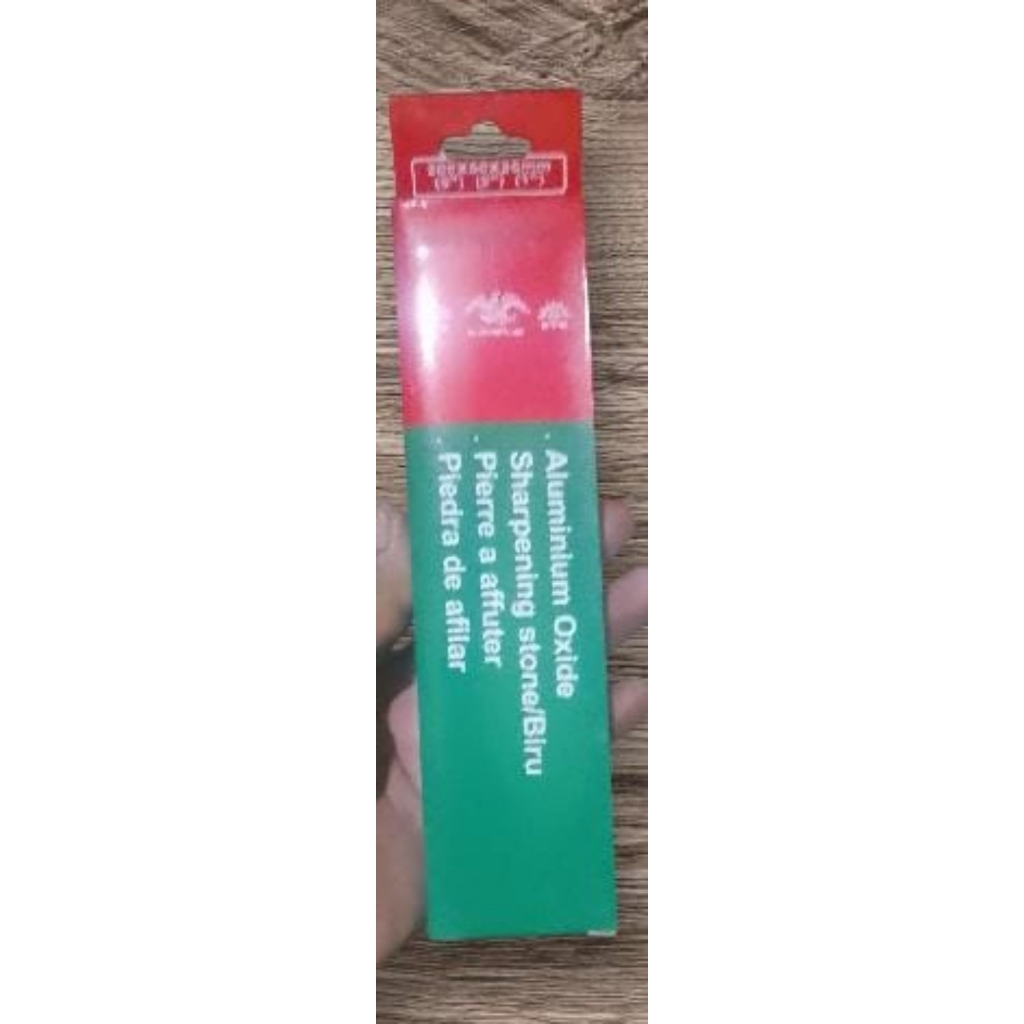 · Aluminium Oxide
Sharpening stone/Biru
· Pierre a affuter
· Piedra de afilar